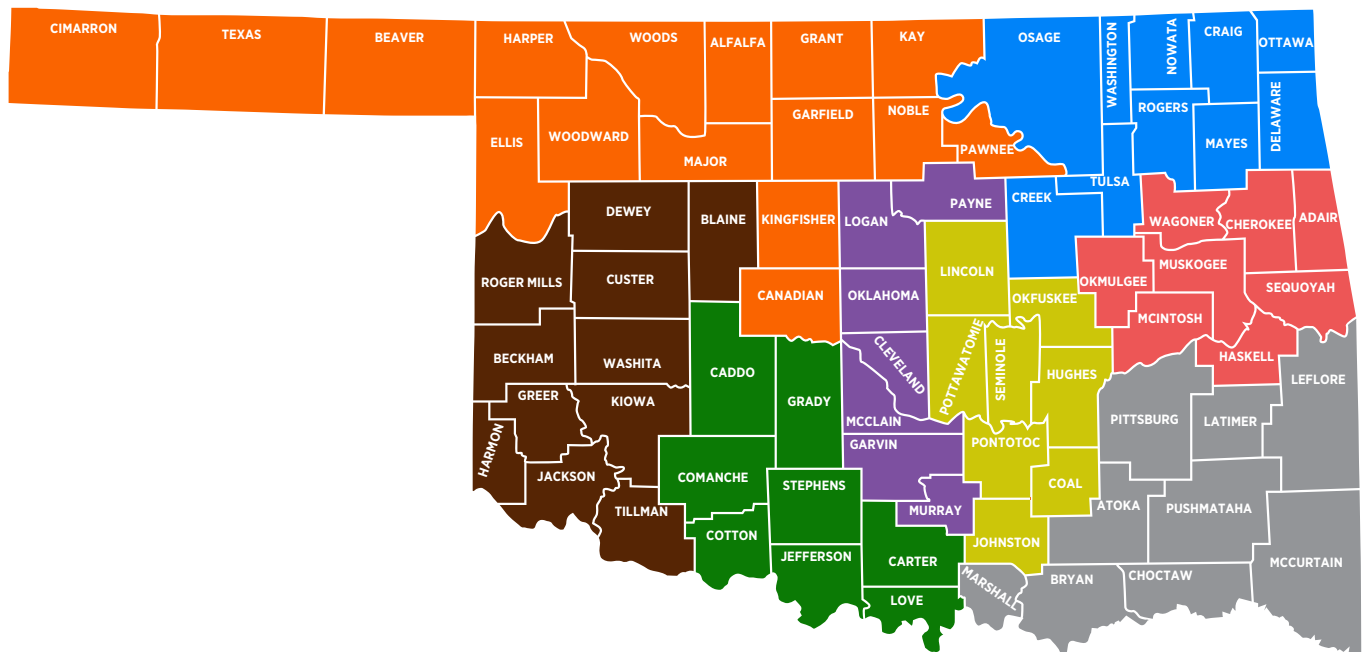 CIMARRON
TEXAS
BEAVER
HARPER
WOODS
ALFALFA
GRANT
KAY
OSAGE
WASHINGTON
NOWATA
CRAIG
OTTAWA
ELLIS
WOODWARD
MAJOR
GARFIELD
NOBLE
PAWNEE
ROGERS
MAYES
DELAWARE
DEWEY
BLAINE
KINGFISHER
LOGAN
PAYNE
CREEK
TULSA
WAGONER
CHEROKEE
ADAIR
ROGER MILLS
CUSTER
CANADIAN
OKLAHOMA
LINCOLN
OKFUSKEE
OKMULGEE
MUSKOGEE
SEQUOYAH
MCINTOSH
HASKELL
BECKHAM
WASHITA
CADDO
GRADY
CLEVELAND
POTTAWATOMIE
SEMINOLE
HUGHES
LEFLORE
GREER
KIOWA
MCCLAIN
PITTSBURG
LATIMER
HARMON
JACKSON
COMANCHE
STEPHENS
GARVIN
PONTOTOC
COAL
ATOKA
PUSHMATAHA
TILLMAN
COTTON
JEFFERSON
MURRAY
CARTER
JOHNSTON
MCCURTAIN
LOVE
MARSHALL
BRYAN
CHOCTAW